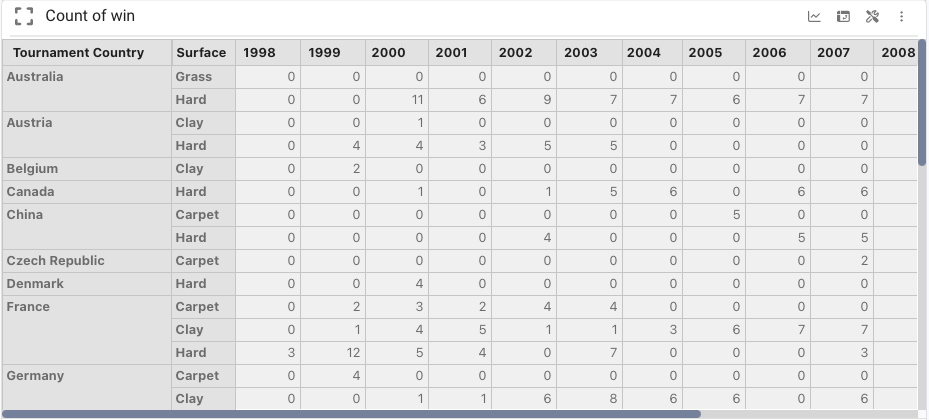 Count of win
Tournament Country Surface 1998 1999 2000 2001 2002 2003 2004 2005 2006 2007 2008
Australia Grass 0 0 0 0 0 0 0 0 0 0
Hard 0 0 11 6 9 7 7 6 7 7
Austria Clay 0 0 1 0 0 0 0 0 0 0
Hard 0 4 4 3 5 5 0 0 0 0
Belgium Clay 0 2 0 0 0 0 0 0 0 0
Canada Hard 0 0 1 0 1 5 6 0 6 6
China Carpet 0 0 0 0 0 0 0 5 0 0
Hard 0 0 0 0 4 0 0 0 5 5
Czech Republic Carpet 0 0 0 0 0 0 0 0 0 2
Denmark Hard 0 0 4 0 0 0 0 0 0 0
France Carpet 0 2 3 2 4 4 0 0 0 0
Clay 0 1 4 5 1 1 3 6 7 7
Hard 3 12 5 4 0 7 0 0 0 3
Germany Carpet 0 4 0 0 0 0 0 0 0 0
Clay 0 0 1 1 6 8 6 6 0 6